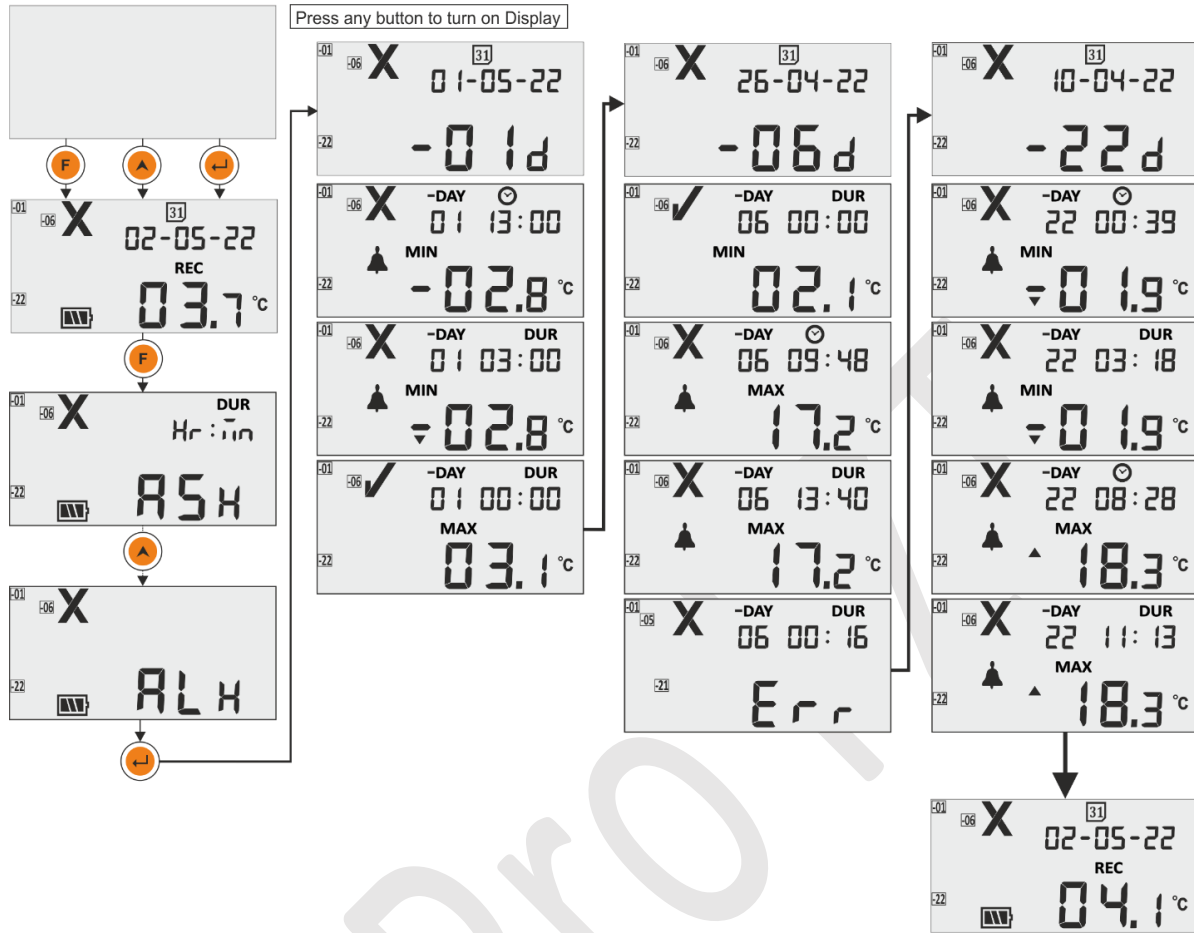 Press any button to turn on Display
F
-01
-06
X
31
02-05-22
REC
-22
03.7 °C
F
-01
-06
X
DUR
Hr:mn
-22
ASH
-01
-06
X
-22
ALH
-01
-06
X
31
01-05-22
-22
-01d
-01
-06
X
-DAY
01 13:00
MIN
-22
-02.8 °C
-01
-06
X
-DAY DUR
01 03:00
MIN
-22
-02.8 °C
-01
-06
-DAY DUR
01 00:00
MAX
-22
03.1 °C
-01
-06
X
31
26-04-22
-22
-06d
-01
-06
-DAY DUR
06 00:00
MIN
-22
02.1 °C
-01
-06
X
-DAY
06 09:48
MAX
-22
17.2 °C
-01
-06
X
-DAY DUR
06 13:40
MAX
-22
17.2 °C
-01
-05
X
-DAY DUR
06 00:16
-21
Err
-01
-06
X
31
10-04-22
-22
-22d
-01
-06
X
-DAY
22 00:39
MIN
-22
-01.9 °C
-01
-06
X
-DAY DUR
22 03:18
MIN
-22
-01.9 °C
-01
-06
X
-DAY
22 08:28
MAX
-22
18.3 °C
-01
-06
X
-DAY DUR
22 11:13
MAX
-22
18.3 °C
-01
-06
X
31
02-05-22
REC
-22
04.1 °C
Pro